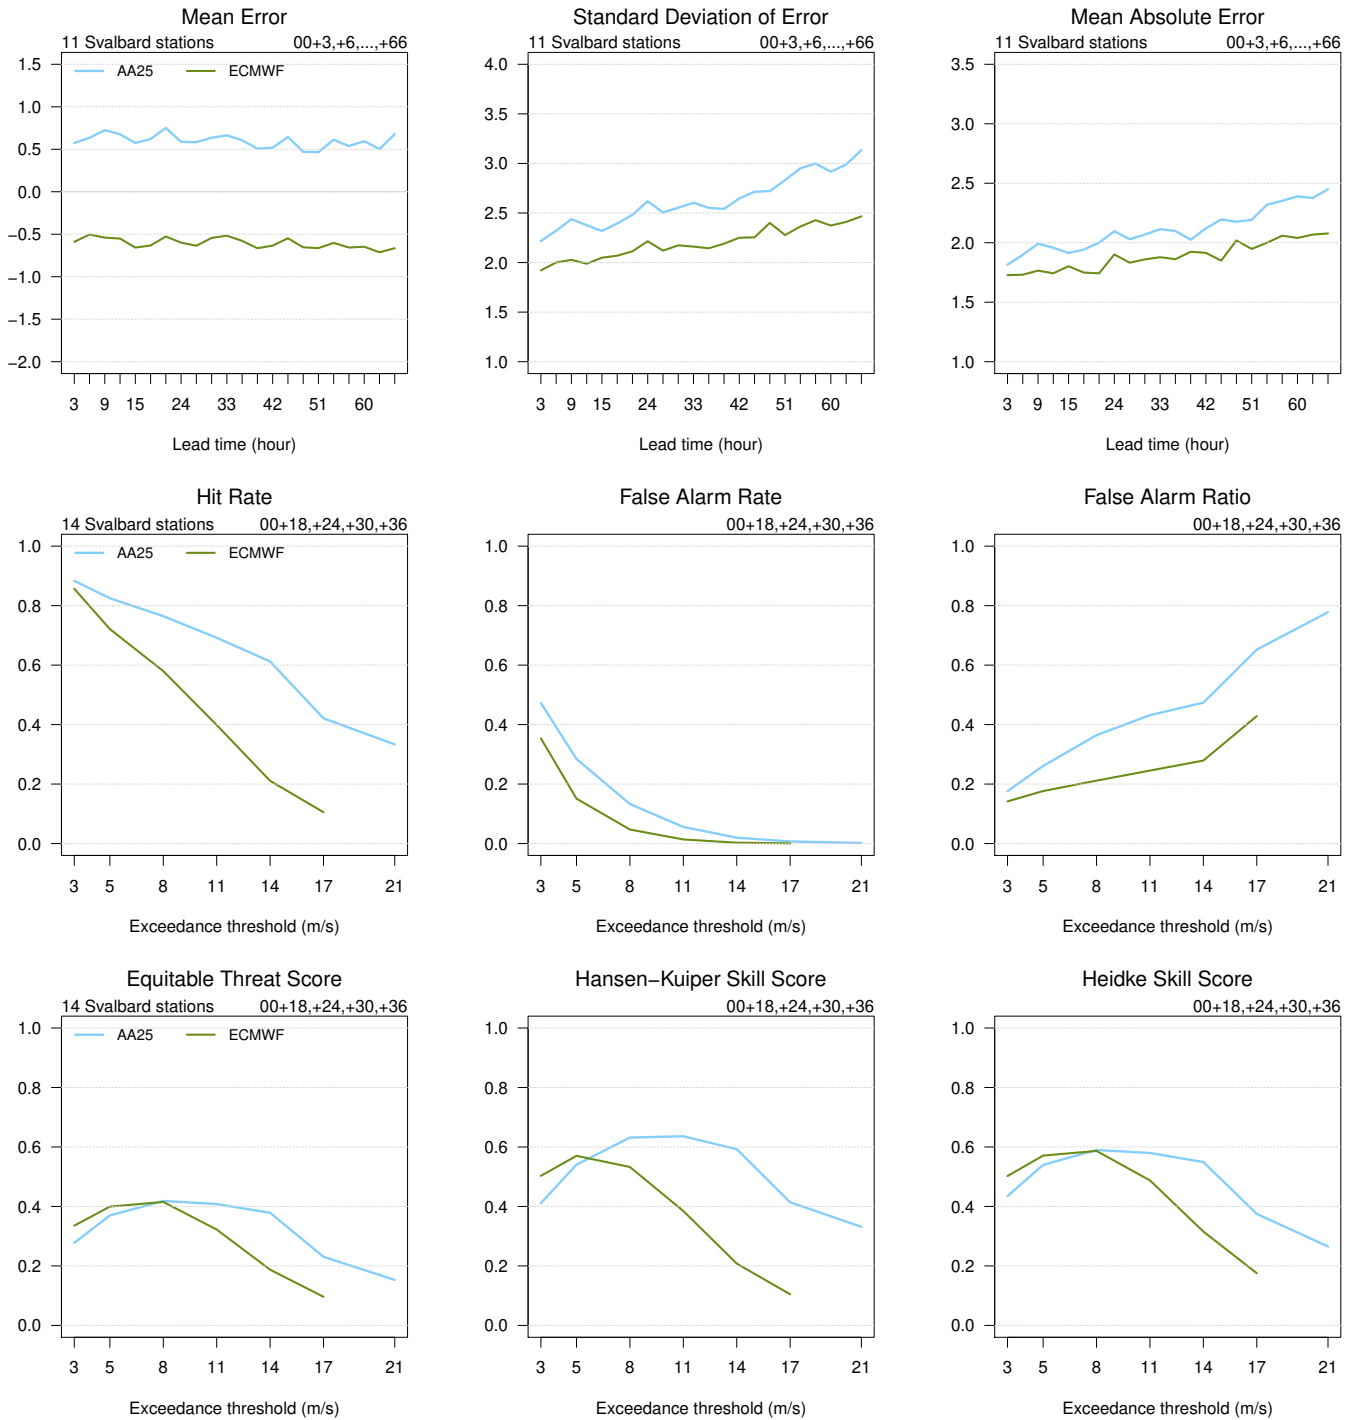 Mean Error
11 Svalbard stations 00+3,+6,...,+66
AA25 ECMWF
1.5
1.0
0.5
0.0
−0.5
−1.0
−1.5
−2.0
3 9 15 24 33 42 51 60
Lead time (hour)
Standard Deviation of Error
11 Svalbard stations 00+3,+6,...,+66
4.0
3.5
3.0
2.5
2.0
1.5
1.0
3 9 15 24 33 42 51 60
Lead time (hour)
Mean Absolute Error
11 Svalbard stations 00+3,+6,...,+66
3.5
3.0
2.5
2.0
1.5
1.0
3 9 15 24 33 42 51 60
Lead time (hour)
Hit Rate
14 Svalbard stations 00+18,+24,+30,+36
AA25 ECMWF
1.0
0.8
0.6
0.4
0.2
0.0
3 5 8 11 14 17 21
Exceedance threshold (m/s)
False Alarm Rate
00+18,+24,+30,+36
1.0
0.8
0.6
0.4
0.2
0.0
3 5 8 11 14 17 21
Exceedance threshold (m/s)
False Alarm Ratio
00+18,+24,+30,+36
1.0
0.8
0.6
0.4
0.2
0.0
3 5 8 11 14 17 21
Exceedance threshold (m/s)
Equitable Threat Score
14 Svalbard stations 00+18,+24,+30,+36
AA25 ECMWF
1.0
0.8
0.6
0.4
0.2
0.0
3 5 8 11 14 17 21
Exceedance threshold (m/s)
Hansen−Kuiper Skill Score
00+18,+24,+30,+36
1.0
0.8
0.6
0.4
0.2
0.0
3 5 8 11 14 17 21
Exceedance threshold (m/s)
Heidke Skill Score
00+18,+24,+30,+36
1.0
0.8
0.6
0.4
0.2
0.0
3 5 8 11 14 17 21
Exceedance threshold (m/s)